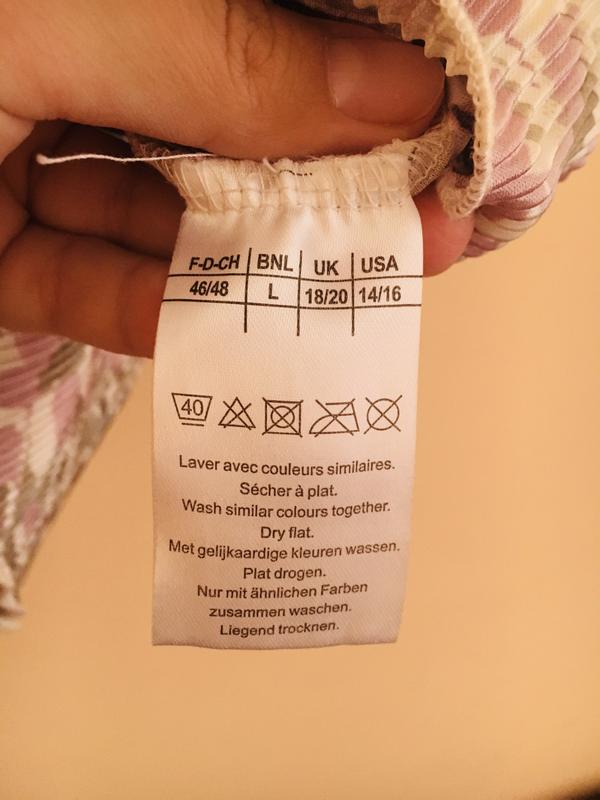 F-D-CH BNL UK USA
46/48 L 18/20 14/16
40
Laver avec couleurs similaires.
Sécher à plat.
Wash similar colours together.
Dry flat.
Met gelijkaardige kleuren wassen.
Plat drogen.
Nur mit ähnlichen Farben
zusammen waschen.
Liegend trocknen.